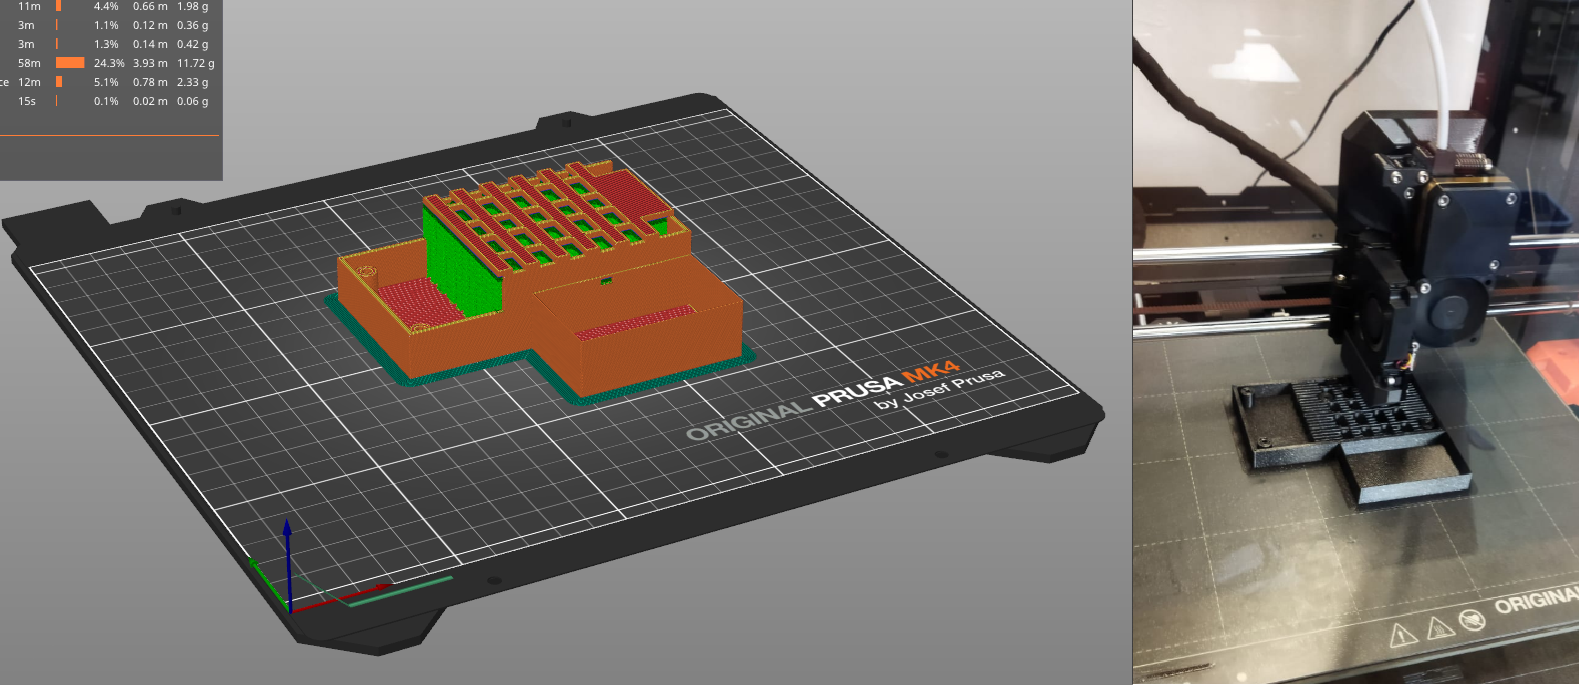 11m 4.4% 0.66 m 1.98 g
3m 1.1% 0.12 m 0.36 g
3m 1.3% 0.14 m 0.42 g
58m 24.3% 3.93 m 11.72 g
ce 12m 5.1% 0.78 m 2.33 g
15s 0.1% 0.02 m 0.06 g
ORIGINAL PRUSA MK4
by Josef Prusa
ORIGINA